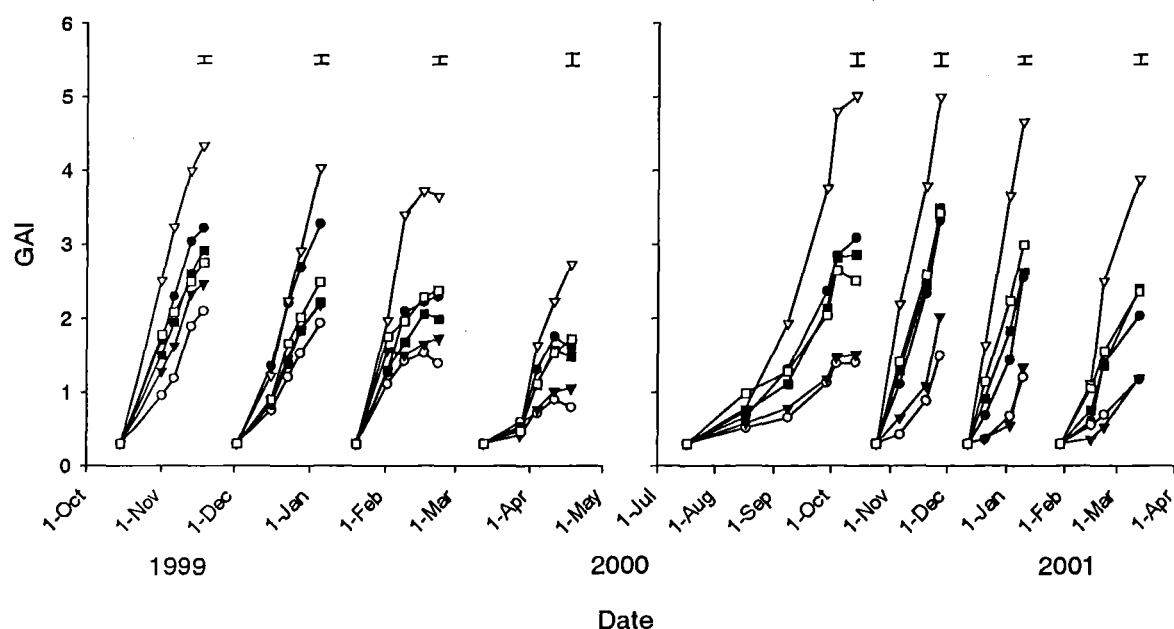 6
5
4
3
2
1
0
GAI
1-Oct
1-Nov
1-Dec
1-Jan
1-Feb
1-Mar
1-Apr
1-May
1-Jul
1-Aug
1-Sep
1-Oct
1-Nov
1-Dec
1-Jan
1-Feb
1-Mar
1-Apr
1999
2000
2001
Date